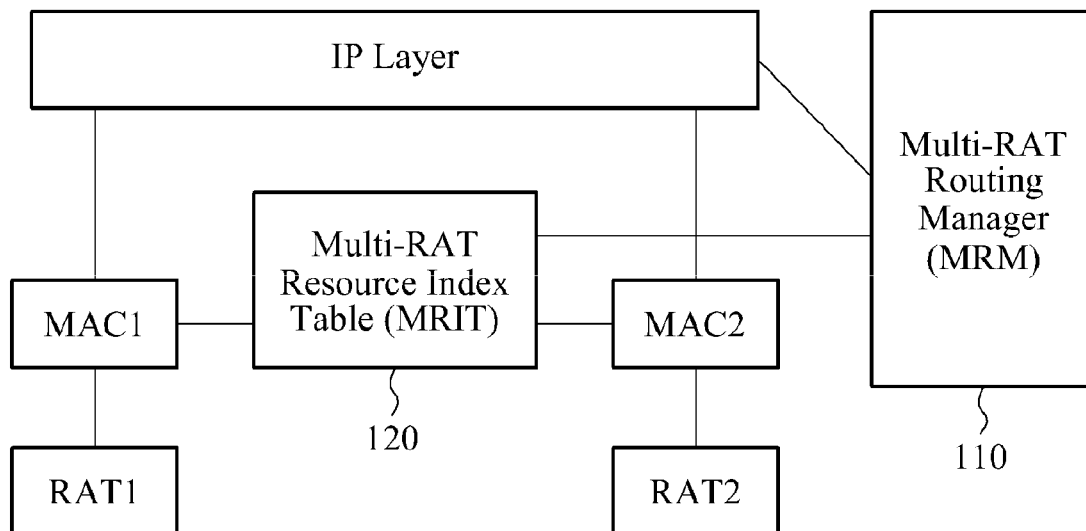 IP Layer
Multi-RAT
Routing
Manager
(MRM)
Multi-RAT
Resource Index
Table (MRIT)
MAC1
MAC2
120
110
RAT1
RAT2